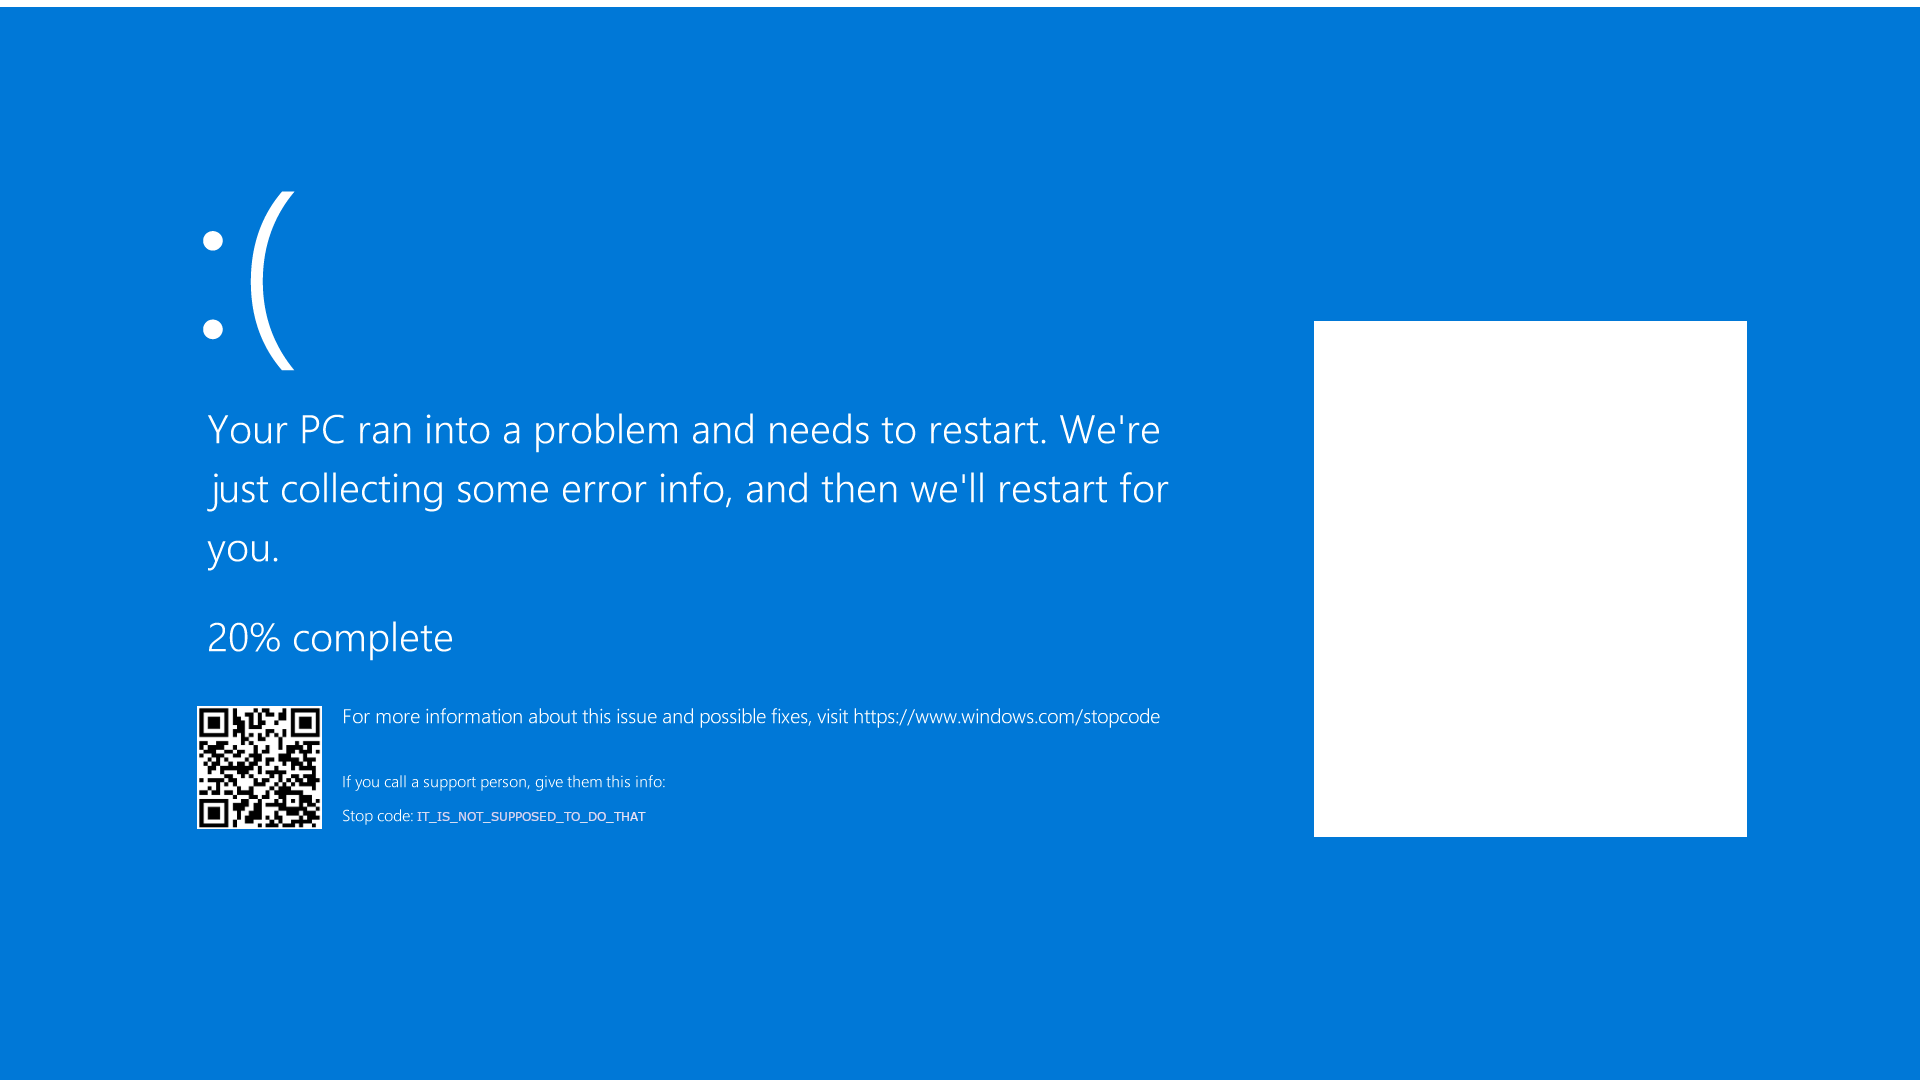 :(
Your PC ran into a problem and needs to restart. We're
just collecting some error info, and then we'll restart for
you.
20% complete
For more information about this issue and possible fixes, visit https://www.windows.com/stopcode
If you call a support person, give them this info:
Stop code: IT_IS_NOT_SUPPOSED_TO_DO_THAT